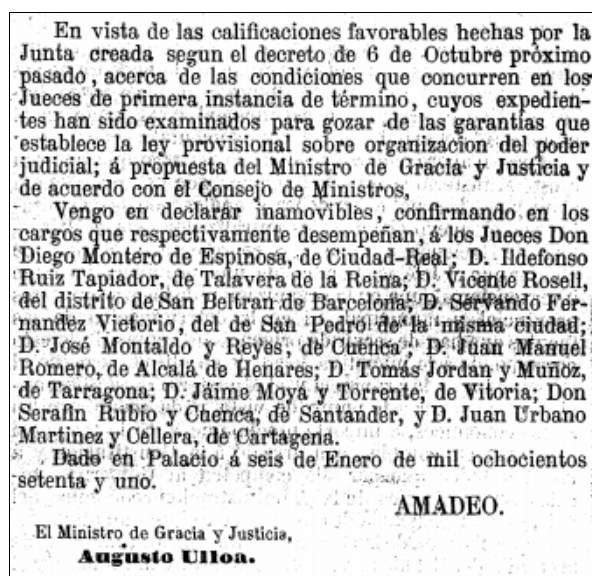 En vista de las calificaciones favorables hechas por la
Junta creada segun el decreto de 6 de Octubre próximo
pasado, acerca de las condiciones que concurren en los
Jueces de primera instancia de término, cuyos expedien-
tes han sido examinados para gozar de las garantías que
establece la ley provisional sobre organizacion del poder
judicial; á propuesta del Ministro de Gracia y Justicia y
de acuerdo con el Consejo de Ministros,
Vengo en declarar inamovibles, confirmando en los
cargos que respectivamente desempeñan, á los Jueces Don
Diego Montero de Espinosa, de Ciudad-Real; D. Ildefonso
Ruiz Tapiador, de Talavera de la Reina; D. Vicente Rosell,
del distrito de San Beltran de Barcelona; D. Servando Fer-
nandez Victorio, del de San Pedro de la misma ciudad;
D. José Montaldo y Reyes, de Cuenca; D. Juan Manuel
Romero, de Alcalá de Henares; D. Tomás Jordan y Muñoz,
de Tarragona; D. Jaime Moya y Torrente, de Vitoria; Don
Serafin Rubio y Cuenca, de Santander, y D. Juan Urbano
Martinez y Cellera, de Cartagena.
Dado en Palacio á seis de Enero de mil ochocientos
setenta y uno.
AMADEO.
El Ministro de Gracia y Justicia,
Augusto Ulloa.